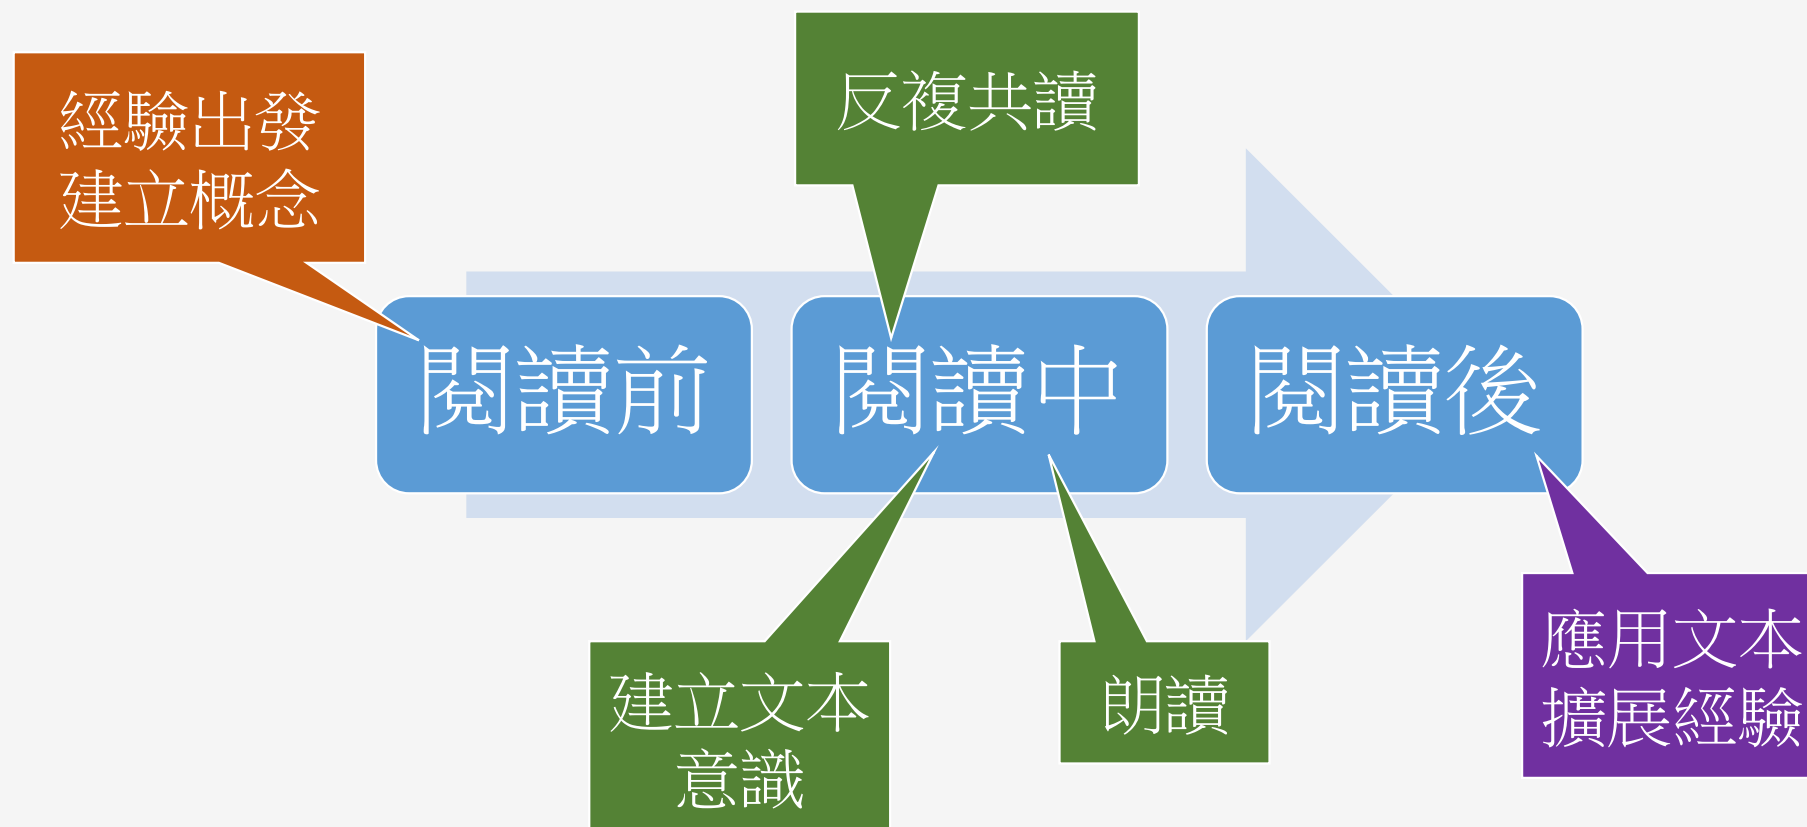 經驗出發
建立概念
反複共讀
閱讀前
閱讀中
閱讀後
建立文本
意識
朗讀
應用文本
擴展經驗